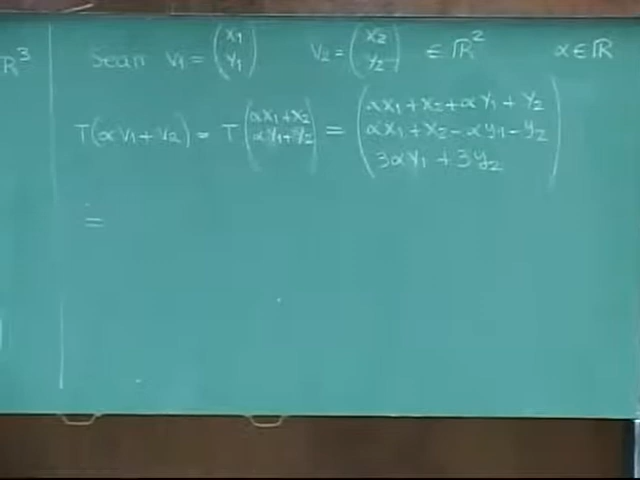 ℝ³
Sean v₁ = (x₁ y₁) v₂ = (x₂ y₂) ∈ ℝ² α ∈ ℝ
T(αv₁ + v₂) = T(αx₁ + x₂ αy₁ + y₂) = (αx₁ + x₂ + αy₁ + y₂
αx₁ + x₂ − αy₁ − y₂
3αy₁ + 3y₂)
=